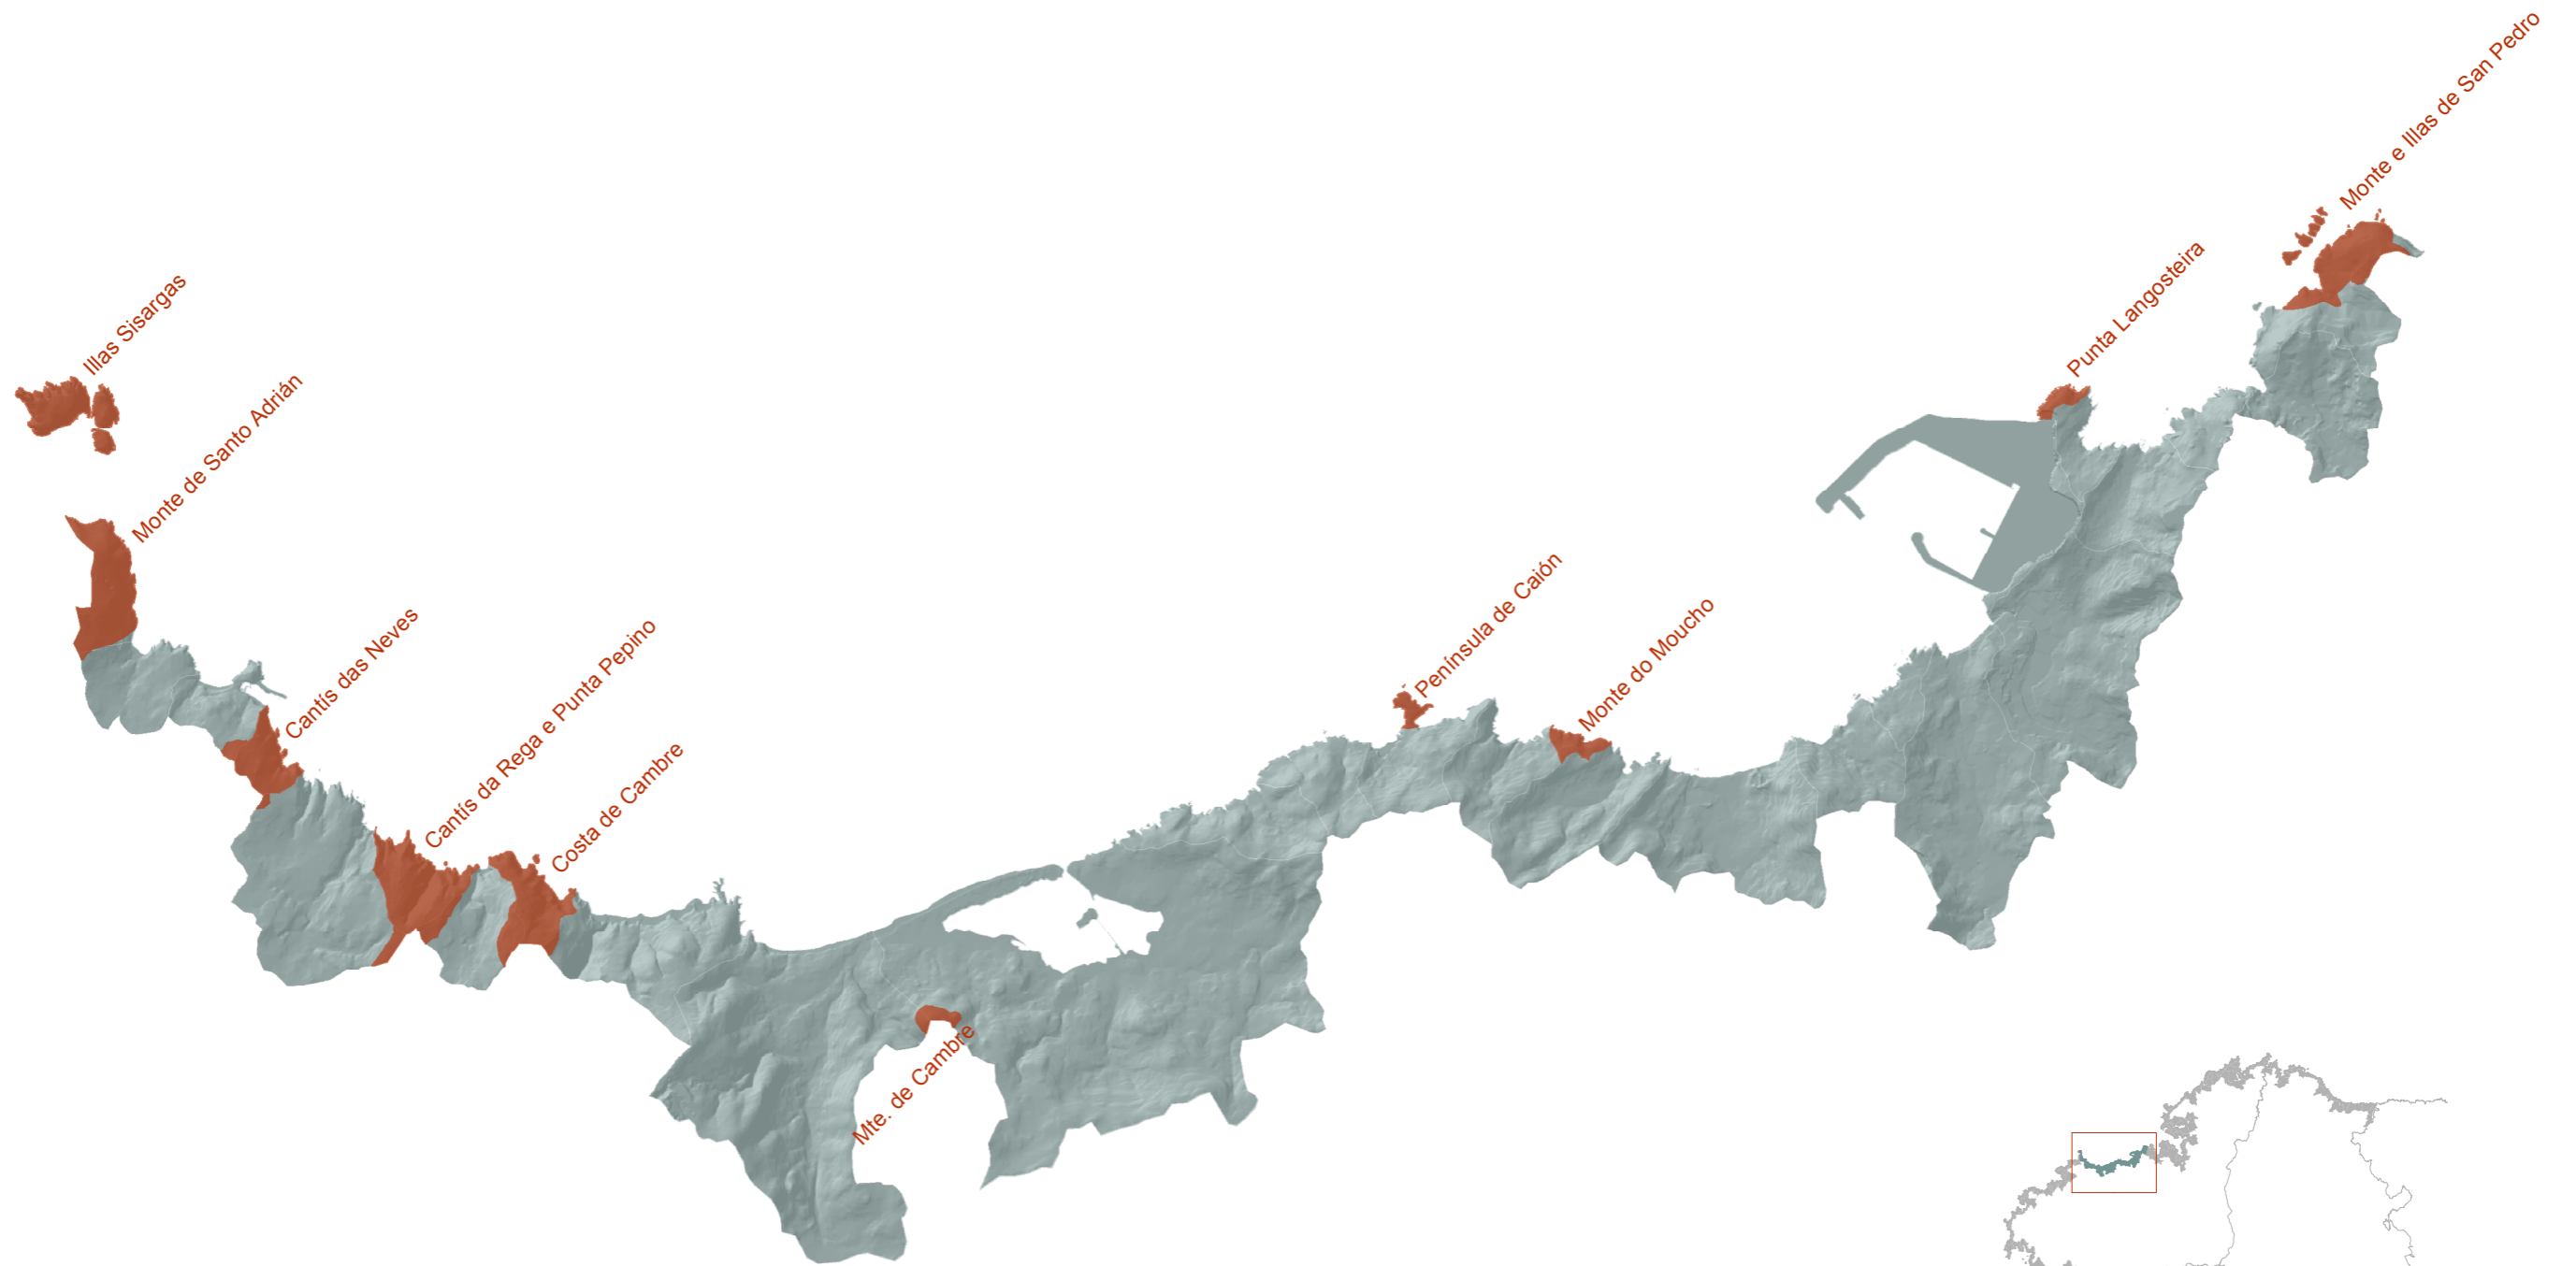 Monte e Illas de San Pedro
Punta Langosteira
Illas Sisargas
Monte de Santo Adrián
Península de Caión
Monte do Moucho
Cantís das Neves
Cantís da Rega e Punta Pepino
Costa de Cambre
Mte. de Cambre